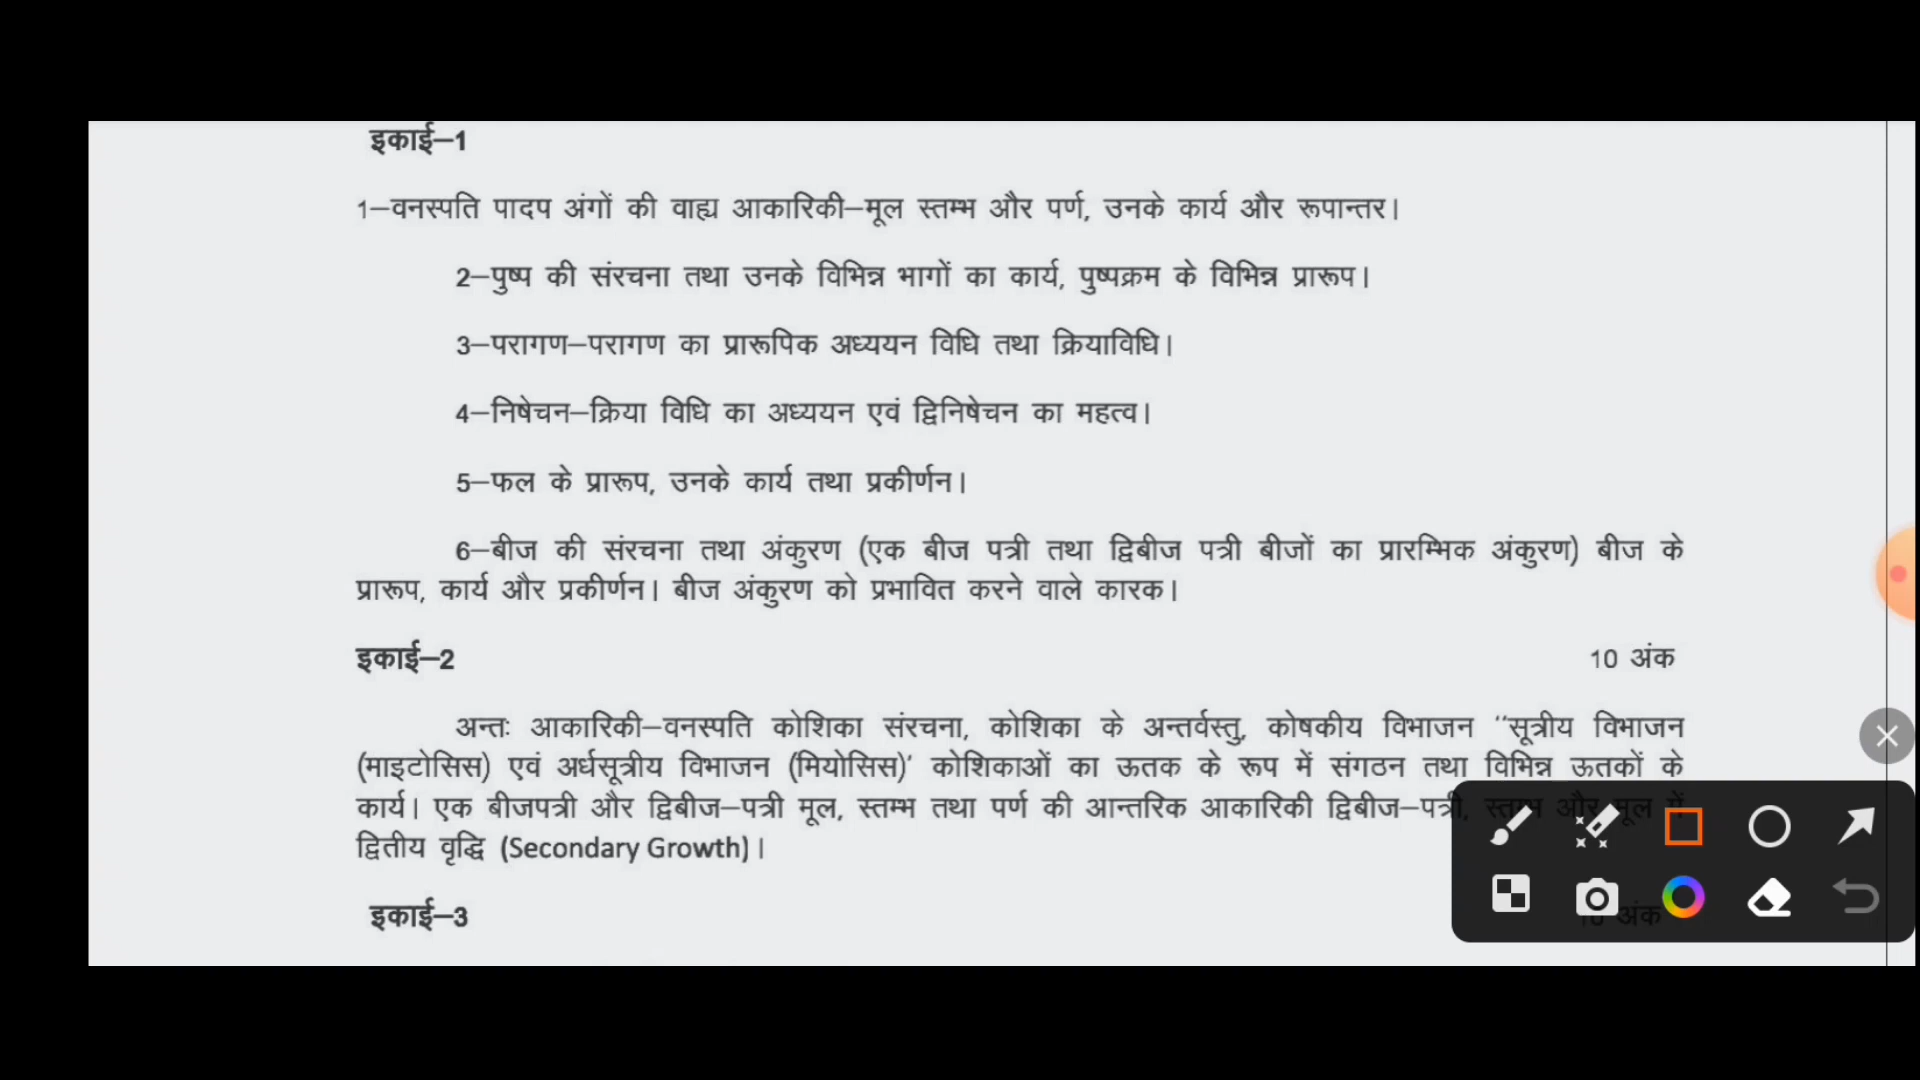 इकाई–1
1–वनस्पति पादप अंगों की वाह्य आकारिकी–मूल स्तम्भ और पर्ण, उनके कार्य और रूपान्तर।
2–पुष्प की संरचना तथा उनके विभिन्न भागों का कार्य, पुष्पक्रम के विभिन्न प्रारूप।
3–परागण–परागण का प्रारूपिक अध्ययन विधि तथा क्रियाविधि।
4–निषेचन–क्रिया विधि का अध्ययन एवं द्विनिषेचन का महत्व।
5–फल के प्रारूप, उनके कार्य तथा प्रकीर्णन।
6–बीज की संरचना तथा अंकुरण (एक बीज पत्री तथा द्विबीज पत्री बीजों का प्रारम्भिक अंकुरण) बीज के
प्रारूप, कार्य और प्रकीर्णन। बीज अंकुरण को प्रभावित करने वाले कारक।
इकाई–2 10 अंक
अन्तः आकारिकी–वनस्पति कोशिका संरचना, कोशिका के अन्तर्वस्तु, कोषकीय विभाजन ''सूत्रीय विभाजन
(माइटोसिस) एवं अर्धसूत्रीय विभाजन (मियोसिस)' कोशिकाओं का ऊतक के रूप में संगठन तथा विभिन्न ऊतकों के
कार्य। एक बीजपत्री और द्विबीज–पत्री मूल, स्तम्भ तथा पर्ण की आन्तरिक आकारिकी द्विबीज–पत्री, स्तम्भ और मूल में
द्वितीय वृद्धि (Secondary Growth)।
इकाई–3 10 अंक